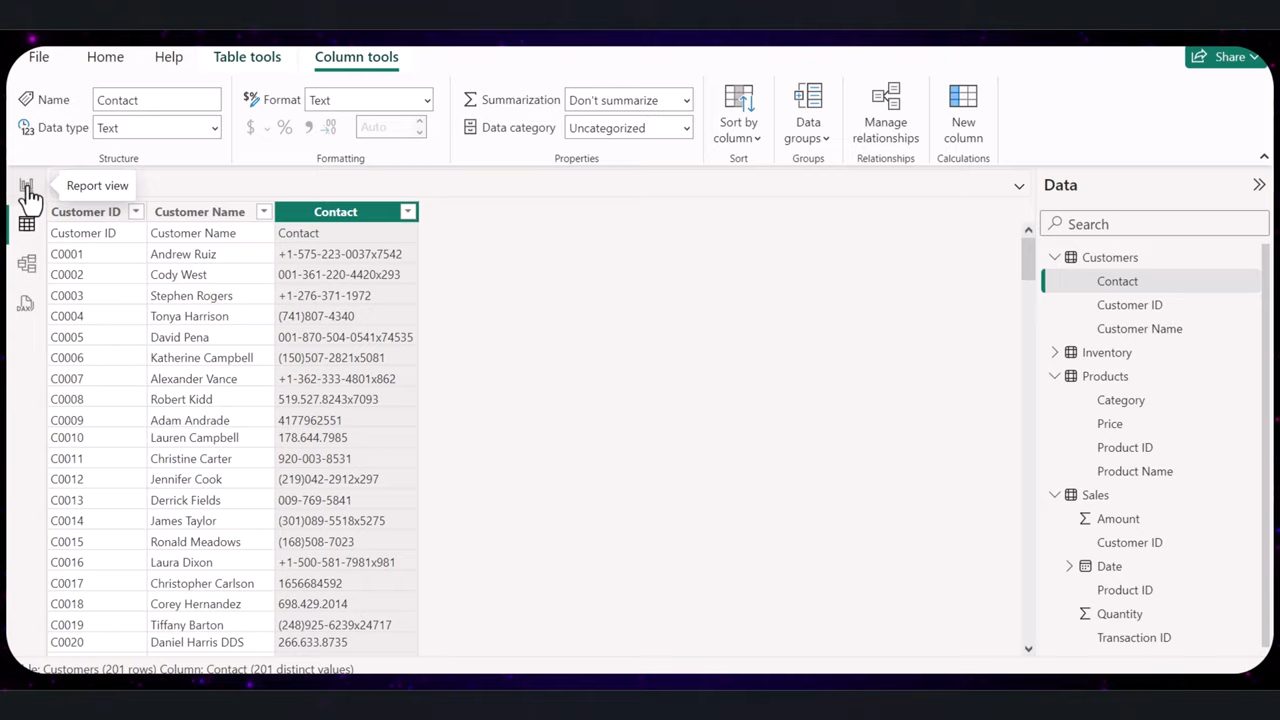 File Home Help Table tools Column tools Share
Name Contact Format Text Summarization Don't summarize
Data type Text $ % Auto Data category Uncategorized
Sort by column
Data groups
Manage relationships
New column
Structure Formatting Properties Sort Groups Relationships Calculations
Report view
Customer ID Customer Name Contact
Customer ID Customer Name Contact
C0001 Andrew Ruiz +1-575-223-0037x7542
C0002 Cody West 001-361-220-4420x293
C0003 Stephen Rogers +1-276-371-1972
C0004 Tonya Harrison (741)807-4340
C0005 David Pena 001-870-504-0541x74535
C0006 Katherine Campbell (150)507-2821x5081
C0007 Alexander Vance +1-362-333-4801x862
C0008 Robert Kidd 519.527.8243x7093
C0009 Adam Andrade 4177962551
C0010 Lauren Campbell 178.644.7985
C0011 Christine Carter 920-003-8531
C0012 Jennifer Cook (219)042-2912x297
C0013 Derrick Fields 009-769-5841
C0014 James Taylor (301)089-5518x5275
C0015 Ronald Meadows (168)508-7023
C0016 Laura Dixon +1-500-581-7981x981
C0017 Christopher Carlson 1656684592
C0018 Corey Hernandez 698.429.2014
C0019 Tiffany Barton (248)925-6239x24717
C0020 Daniel Harris DDS 266.633.8735
Customers (201 rows) Column: Contact (201 distinct values)
Data
Search
Customers
Contact
Customer ID
Customer Name
Inventory
Products
Category
Price
Product ID
Product Name
Sales
Amount
Customer ID
Date
Product ID
Quantity
Transaction ID